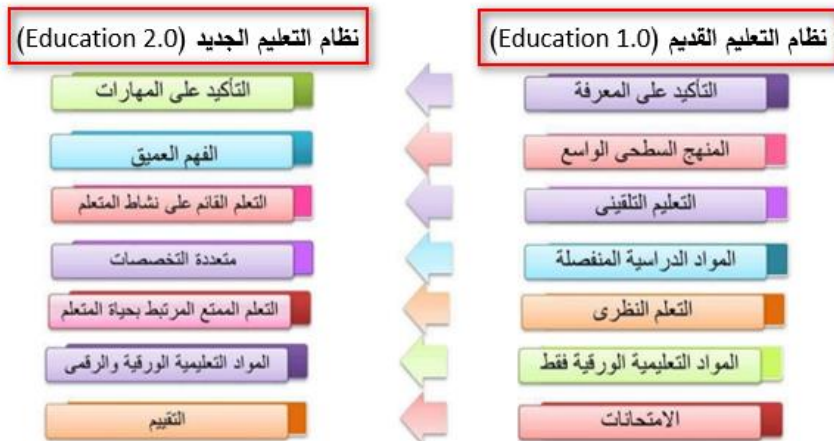 نظام التعليم القديم (Education 1.0)
نظام التعليم الجديد (Education 2.0)
التأكيد على المعرفة
التأكيد على المهارات
المنهج السطحى الواسع
الفهم العميق
التعليم التلقينى
التعلم القائم على نشاط المتعلم
المواد الدراسية المنفصلة
متعددة التخصصات
التعلم النظرى
التعلم الممتع المرتبط بحياة المتعلم
المواد التعليمية الورقية فقط
المواد التعليمية الورقية والرقمى
الامتحانات
التقييم